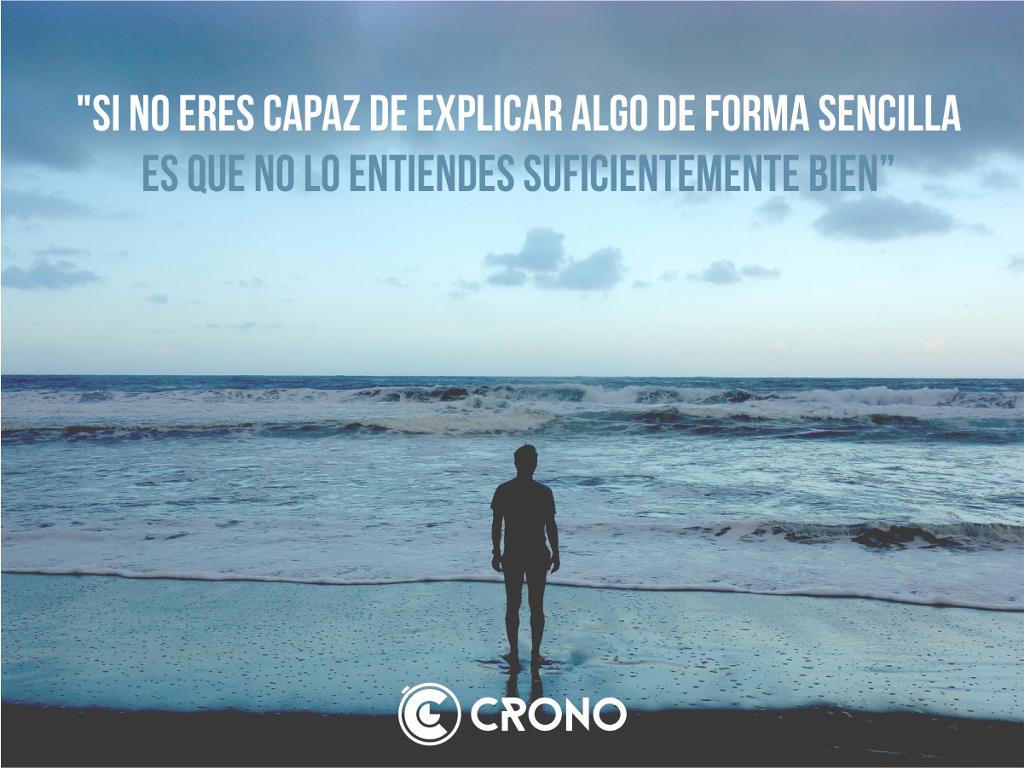 "SI NO ERES CAPAZ DE EXPLICAR ALGO DE FORMA SENCILLA
ES QUE NO LO ENTIENDES SUFICIENTEMENTE BIEN”
CRONO